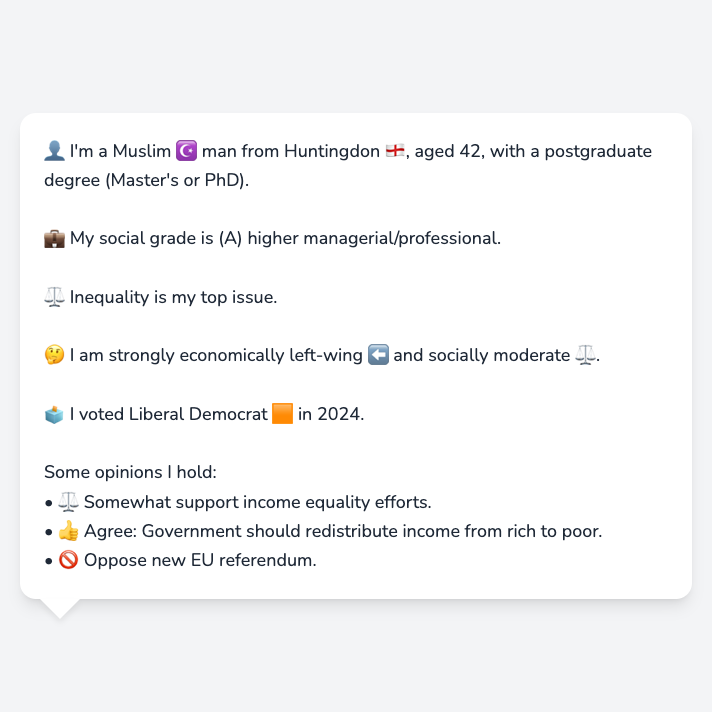 👤 I'm a Muslim ☪️ man from Huntingdon 🏴󠁧󠁢󠁥󠁮󠁧󠁿, aged 42, with a postgraduate
degree (Master's or PhD).
💼 My social grade is (A) higher managerial/professional.
⚖️ Inequality is my top issue.
🤔 I am strongly economically left-wing ⬅️ and socially moderate ⚖️.
🗳️ I voted Liberal Democrat 🟧 in 2024.
Some opinions I hold:
• ⚖️ Somewhat support income equality efforts.
• 👍 Agree: Government should redistribute income from rich to poor.
• 🚫 Oppose new EU referendum.